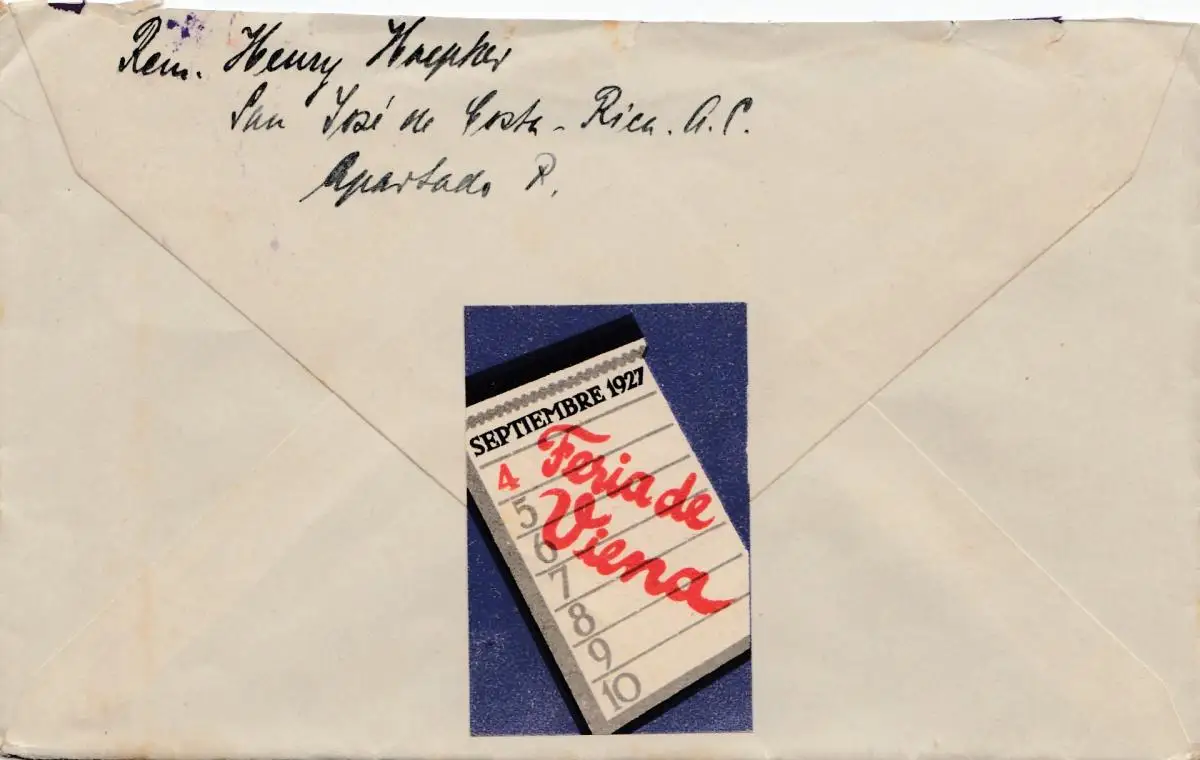 Rem. Henry Hoepker
San José de Costa-Rica. A.C.
Apartado R.
SEPTIEMBRE 1927
4 Feria de
5 Viena
6
7
8
9
10